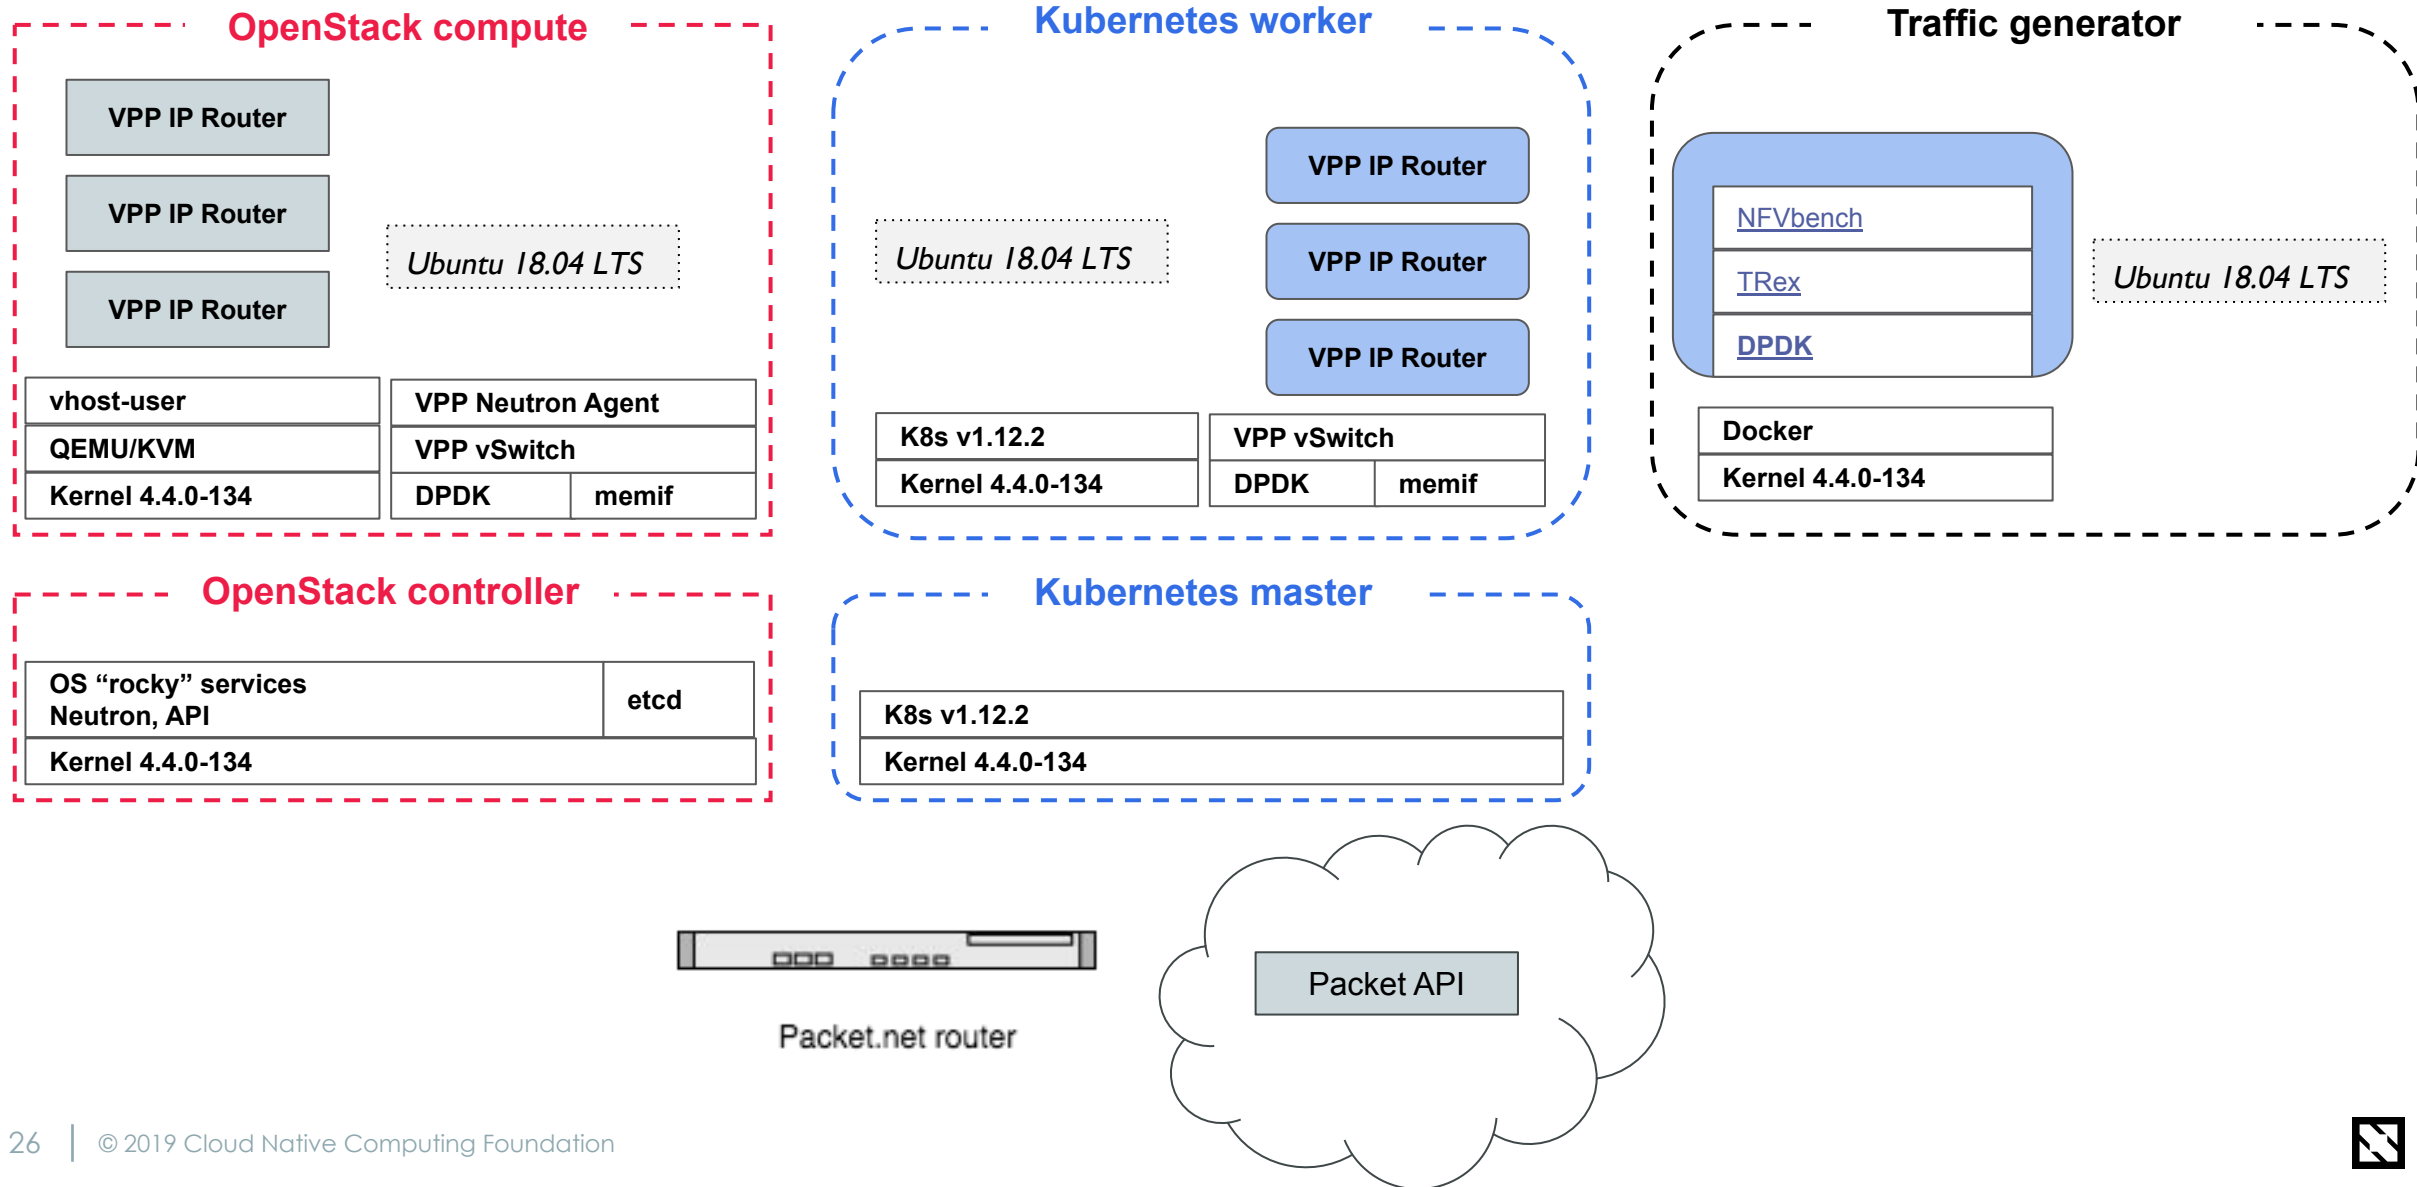 OpenStack compute
VPP IP Router
VPP IP Router
VPP IP Router
Ubuntu 18.04 LTS
vhost-user
QEMU/KVM
Kernel 4.4.0-134
VPP Neutron Agent
VPP vSwitch
DPDK
memif
Kubernetes worker
Ubuntu 18.04 LTS
VPP IP Router
VPP IP Router
VPP IP Router
K8s v1.12.2
Kernel 4.4.0-134
VPP vSwitch
DPDK
memif
Traffic generator
NFVbench
TRex
DPDK
Ubuntu 18.04 LTS
Docker
Kernel 4.4.0-134
OpenStack controller
OS “rocky” services
Neutron, API
etcd
Kernel 4.4.0-134
Kubernetes master
K8s v1.12.2
Kernel 4.4.0-134
Packet.net router
Packet API
26
© 2019 Cloud Native Computing Foundation